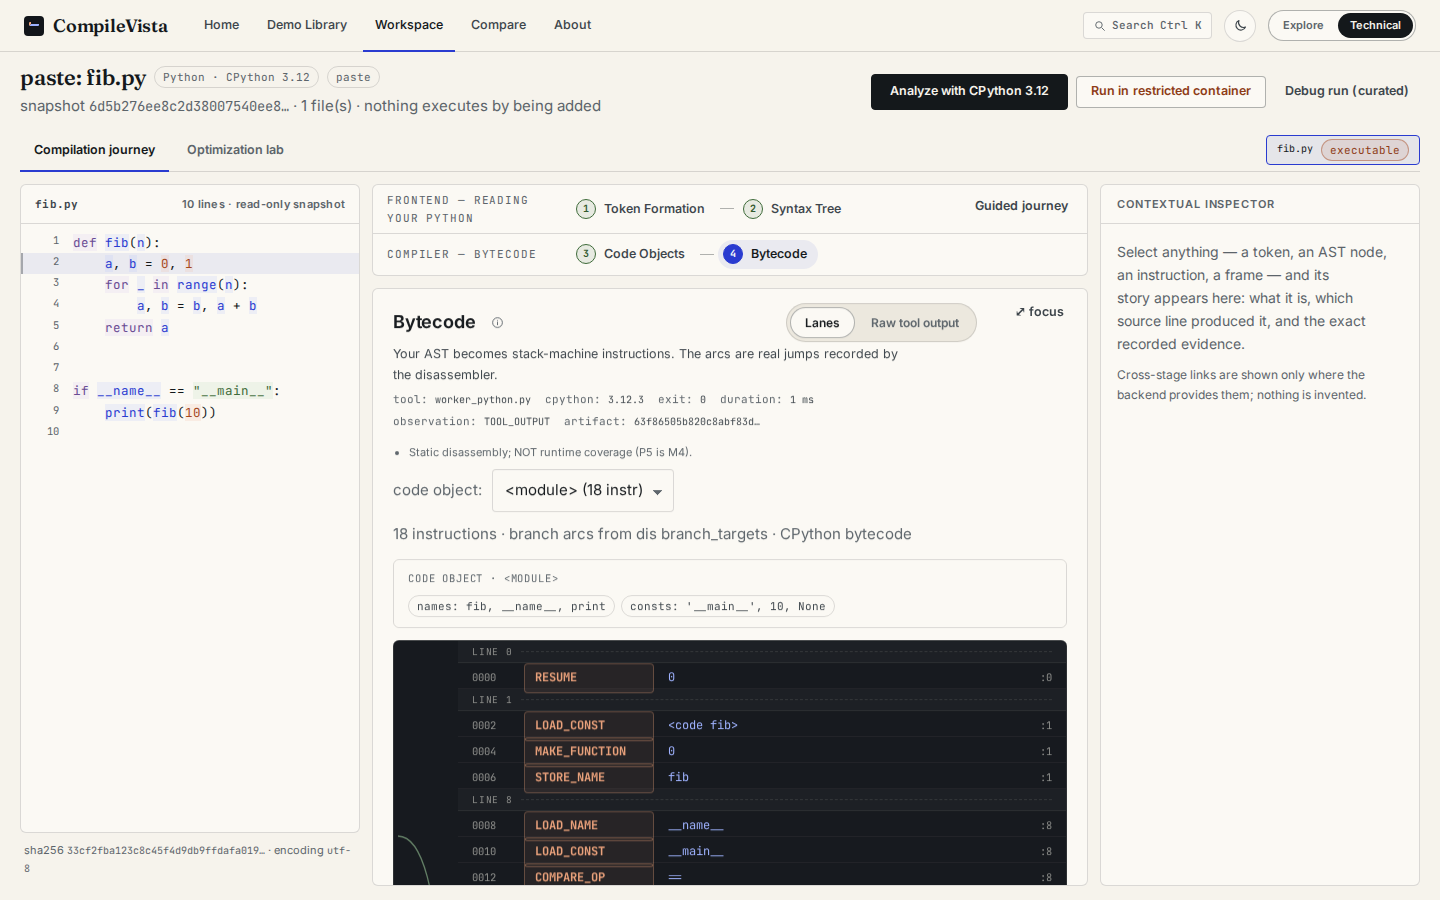 CompileVista Home Demo Library Workspace Compare About Search Ctrl K Explore Technical
paste: fib.py Python · CPython 3.12 paste
snapshot 6d5b276ee8c2d38007540ee8… · 1 file(s) · nothing executes by being added
Analyze with CPython 3.12 Run in restricted container Debug run (curated)
Compilation journey Optimization lab fib.py executable
fib.py 10 lines · read-only snapshot
1 def fib(n):
2 a, b = 0, 1
3 for _ in range(n):
4 a, b = b, a + b
5 return a
6
7
8 if __name__ == "__main__":
9 print(fib(10))
10
sha256 33cf2fba123c8c45f4d9db9ffdafa019… · encoding utf-
8
FRONTEND — READING
YOUR PYTHON
1 Token Formation 2 Syntax Tree Guided journey
COMPILER — BYTECODE 3 Code Objects 4 Bytecode
Bytecode Lanes Raw tool output ⤢ focus
Your AST becomes stack-machine instructions. The arcs are real jumps recorded by
the disassembler.
tool: worker_python.py cpython: 3.12.3 exit: 0 duration: 1 ms
observation: TOOL_OUTPUT artifact: 63f86505b820c8abf83d…
• Static disassembly; NOT runtime coverage (P5 is M4).
code object: <module> (18 instr)
18 instructions · branch arcs from dis branch_targets · CPython bytecode
CODE OBJECT · <MODULE>
names: fib, __name__, print consts: '__main__', 10, None
LINE 0
0000 RESUME 0 :0
LINE 1
0002 LOAD_CONST <code fib> :1
0004 MAKE_FUNCTION 0 :1
0006 STORE_NAME fib :1
LINE 8
0008 LOAD_NAME __name__ :8
0010 LOAD_CONST __main__ :8
0012 COMPARE_OP == :8
CONTEXTUAL INSPECTOR
Select anything — a token, an AST node,
an instruction, a frame — and its
story appears here: what it is, which
source line produced it, and the exact
recorded evidence.
Cross-stage links are shown only where the
backend provides them; nothing is invented.